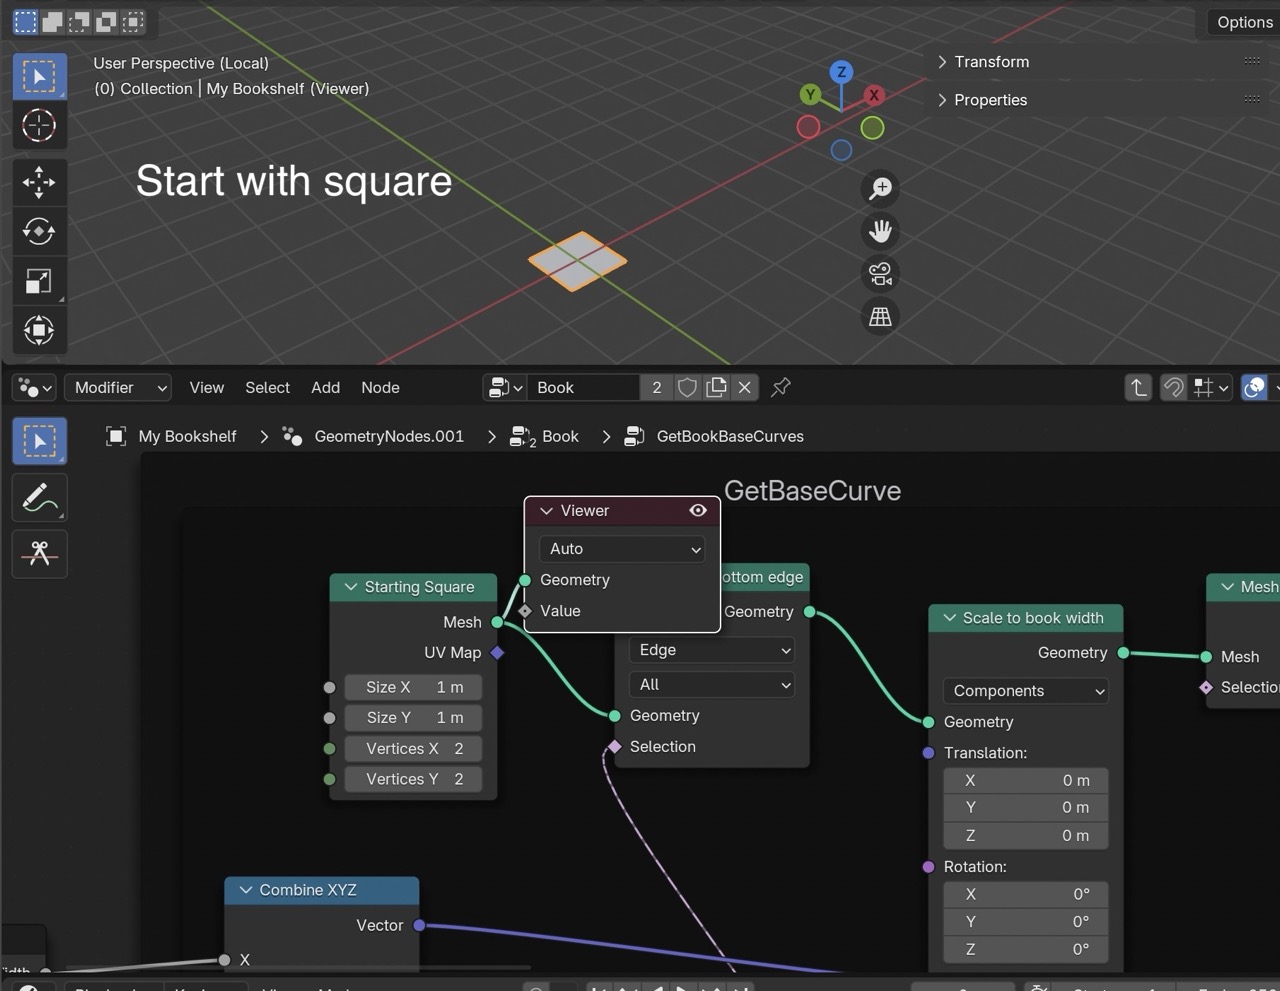 Options
User Perspective (Local)
(0) Collection | My Bookshelf (Viewer)
Z
Y
X
Transform
Properties
Start with square
Modifier
View
Select
Add
Node
Book
2
My Bookshelf
GeometryNodes.001
2
Book
GetBookBaseCurves
GetBaseCurve
Viewer
Auto
Geometry
Value
Starting Square
Mesh
UV Map
Size X 1 m
Size Y 1 m
Vertices X 2
Vertices Y 2
ottom edge
Geometry
Edge
All
Geometry
Selection
Scale to book width
Geometry
Components
Geometry
Translation:
X 0 m
Y 0 m
Z 0 m
Rotation:
X 0°
Y 0°
Z 0°
Mesh
Mesh
Selectio
Combine XYZ
Vector
X